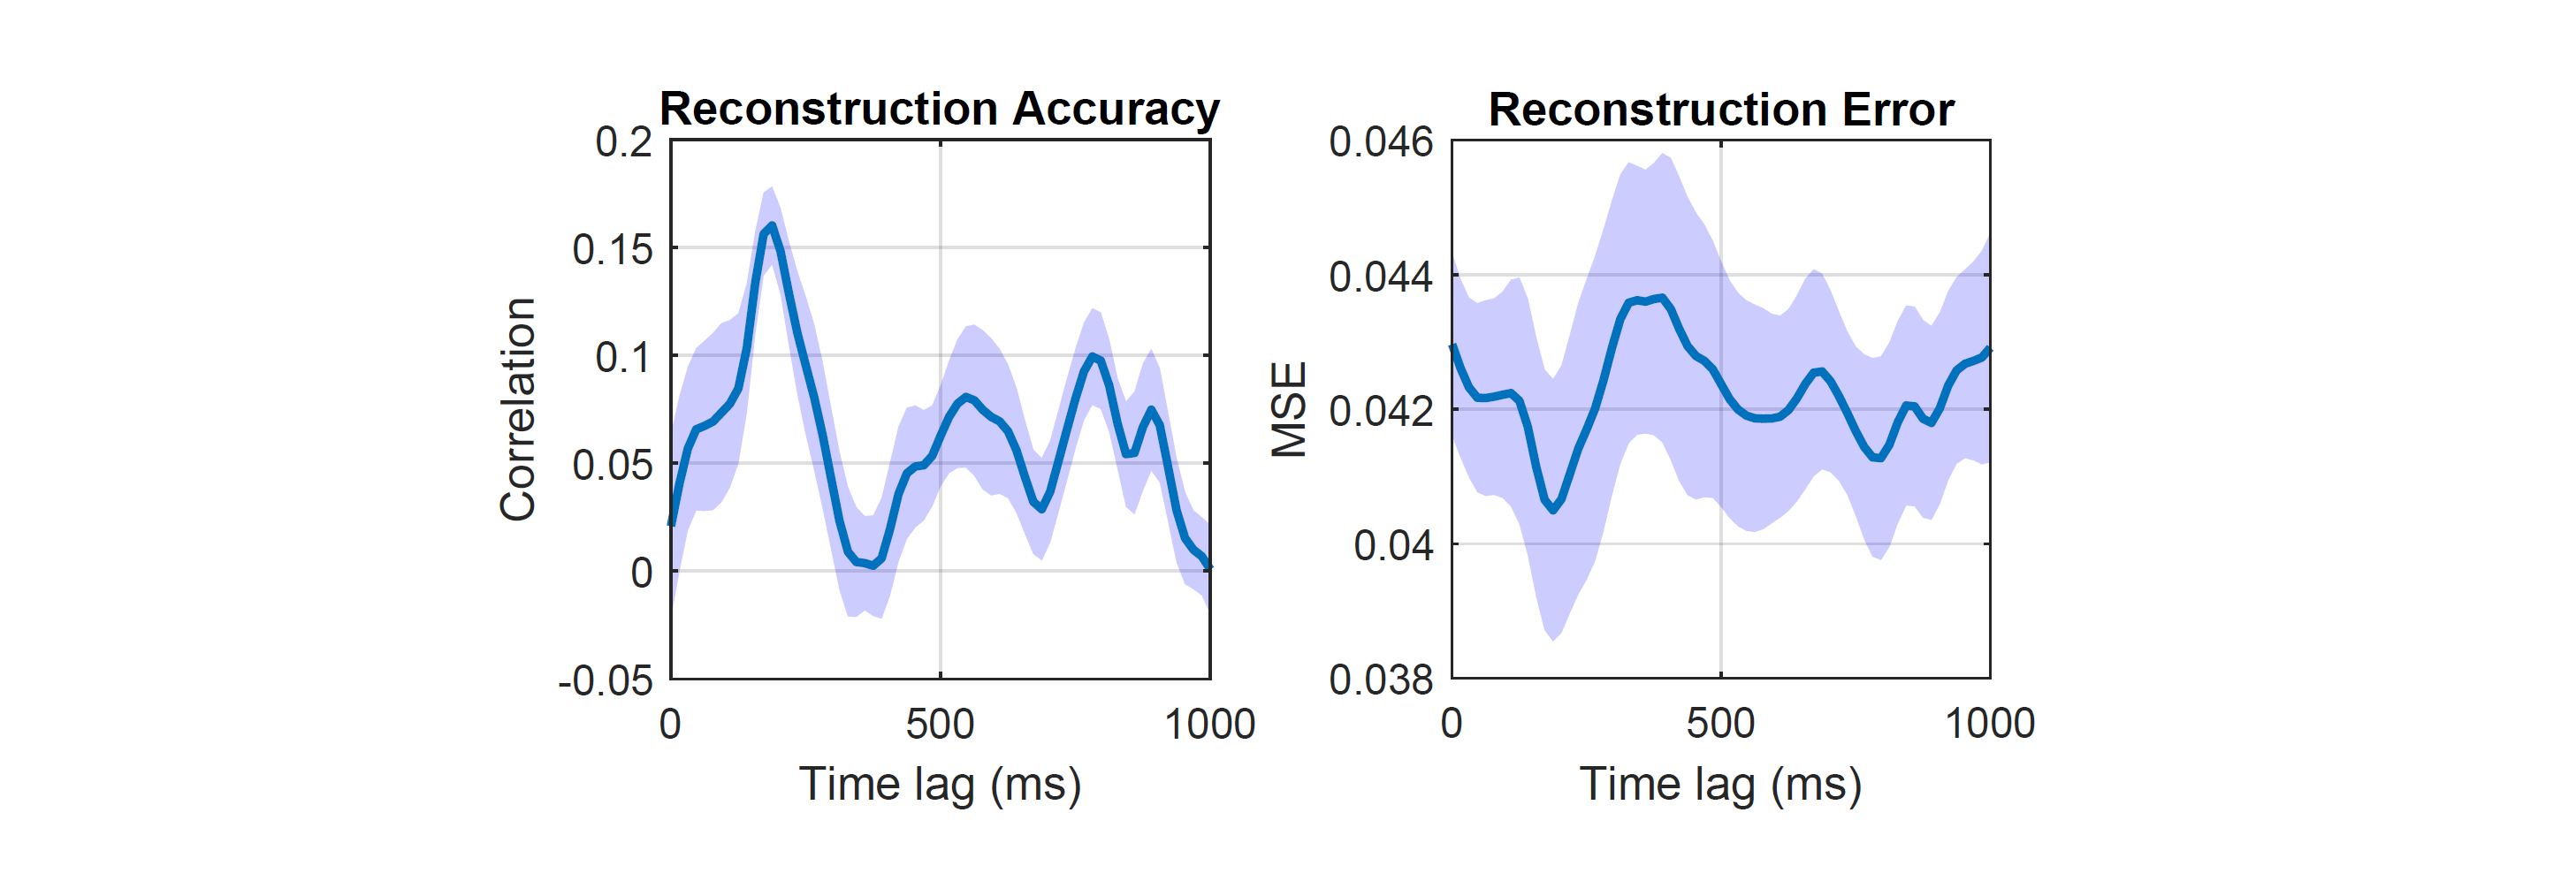 Reconstruction Accuracy
0.2
0.15
0.1
0.05
0
-0.05
Correlation
0 500 1000
Time lag (ms)
Reconstruction Error
0.046
0.044
0.042
0.04
0.038
MSE
0 500 1000
Time lag (ms)